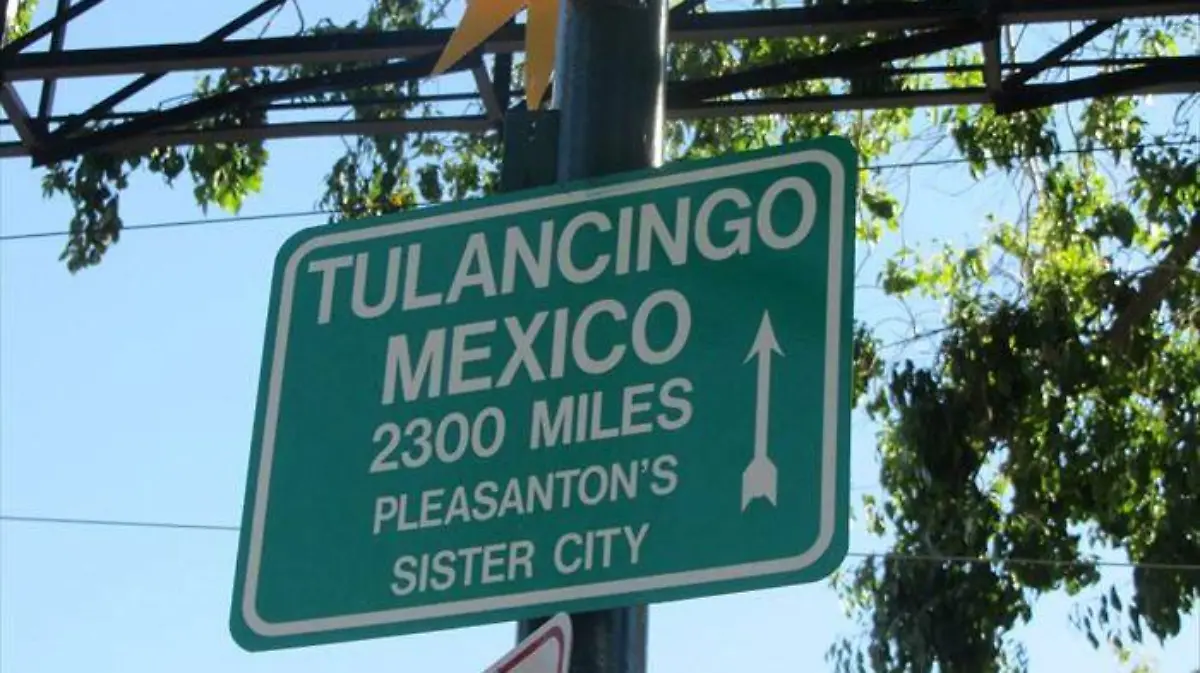 TULANCINGO
MEXICO
2300 MILES
PLEASANTON'S
SISTER CITY